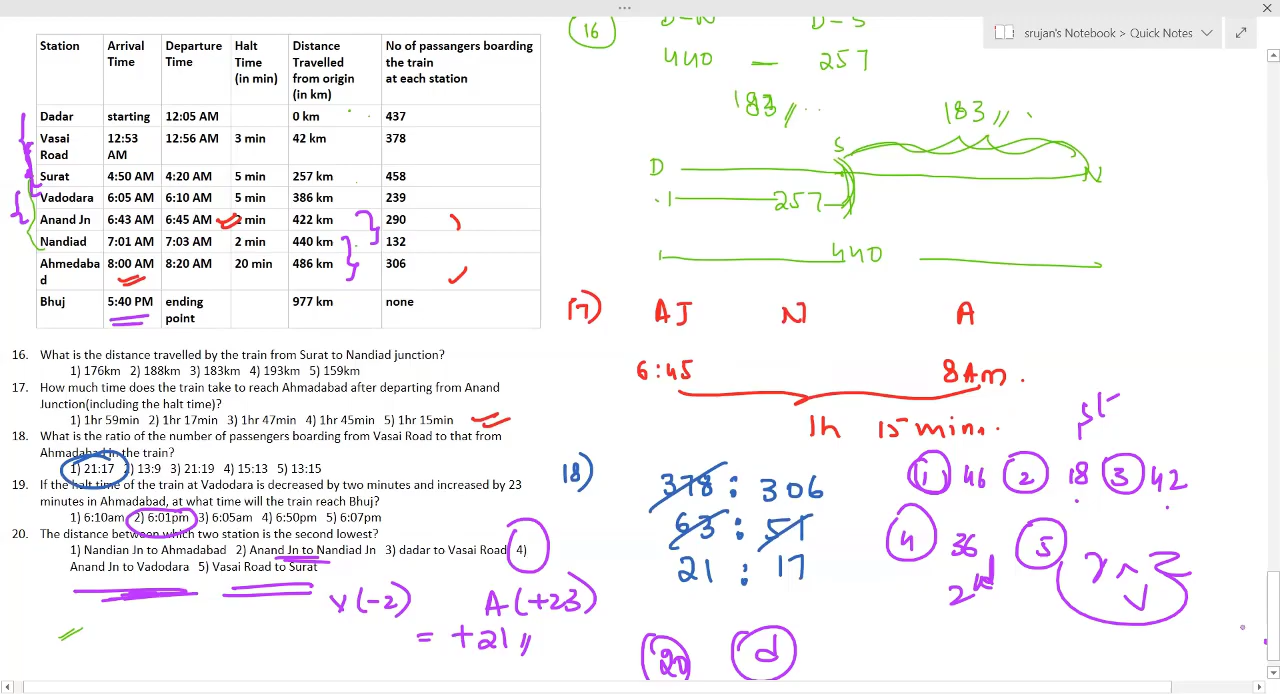 srujan's Notebook > Quick Notes
Station Arrival Time Departure Time Halt Time (in min) Distance Travelled from origin (in km) No of passangers boarding the train at each station
Dadar starting 12:05 AM 0 km 437
Vasai Road 12:53 AM 12:56 AM 3 min 42 km 378
Surat 4:50 AM 4:20 AM 5 min 257 km 458
Vadodara 6:05 AM 6:10 AM 5 min 386 km 239
Anand Jn 6:43 AM 6:45 AM min 422 km 290
Nandiad 7:01 AM 7:03 AM 2 min 440 km 132
Ahmedabad 8:00 AM 8:20 AM 20 min 486 km 306
Bhuj 5:40 PM ending point 977 km none
16. What is the distance travelled by the train from Surat to Nandiad junction?
1) 176km 2) 188km 3) 183km 4) 193km 5) 159km
17. How much time does the train take to reach Ahmadabad after departing from Anand
Junction(including the halt time)?
1) 1hr 59min 2) 1hr 17min 3) 1hr 47min 4) 1hr 45min 5) 1hr 15min
18. What is the ratio of the number of passengers boarding from Vasai Road to that from
Ahmadabad in the train?
1) 21:17 2) 13:9 3) 21:19 4) 15:13 5) 13:15
19. If the halt time of the train at Vadodra is decreased by two minutes and increased by 23
minutes in Ahmadabad, at what time will the train reach Bhuj?
1) 6:10am 2) 6:01pm 3) 6:05am 4) 6:50pm 5) 6:07pm
20. The distance between which two station is the second lowest?
1) Nandian Jn to Ahmedabad 2) Anand Jn to Nandiad Jn 3) dadar to Vasai Road 4)
Anand Jn to Vadodara 5) Vasai Road to Surat
V(-2) A(+23)
= +21
16 D-N D-S
440 - 257
183
183
D S N
257
440
17) AJ N A
6:45 8Am.
1h 15 min.
18) 378 : 306
63 : 51
21 : 17
1 46 2 18 3 42
1st
4 36 5
2nd
20 d